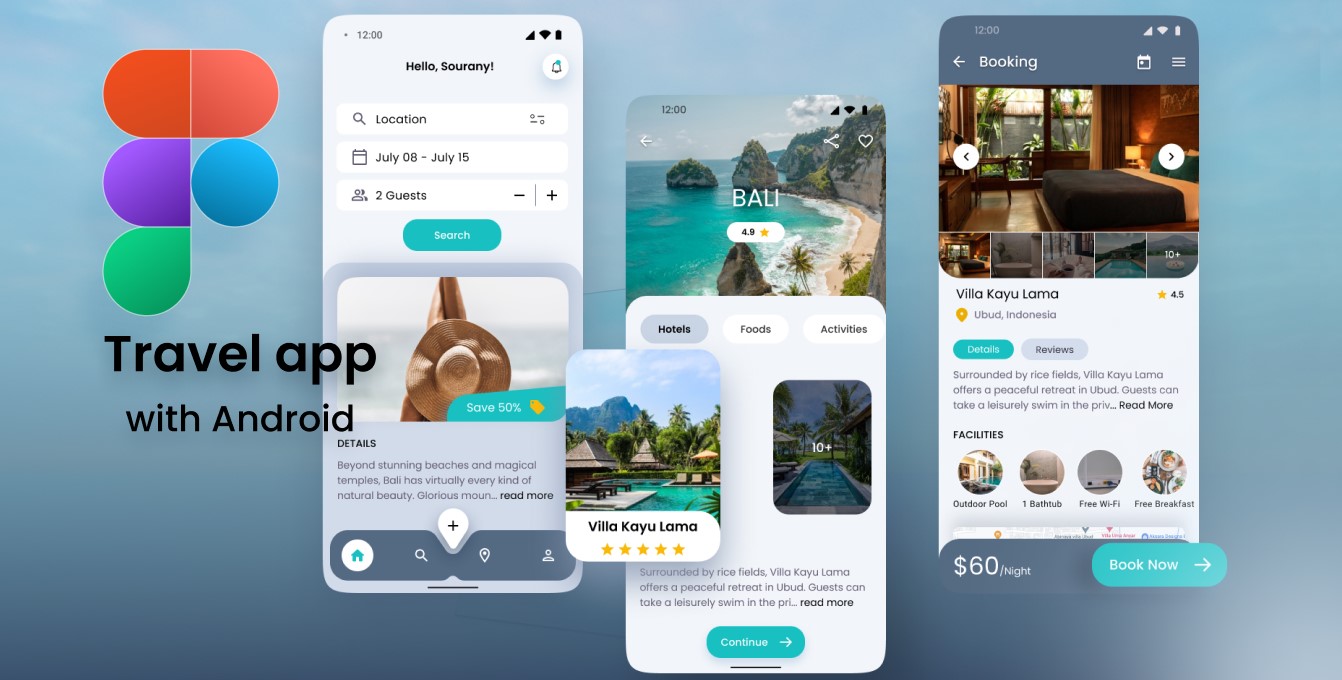 Travel app
with Android
12:00
Hello, Sourany!
Location
July 08 - July 15
2 Guests
Search
Save 50%
DETAILS
Beyond stunning beaches and magical
temples, Bali has virtually every kind of
natural beauty. Glorious moun... read more
12:00
BALI
4.9
Hotels
Foods
Activities
10+
Villa Kayu Lama
Surrounded by rice fields, Villa Kayu Lama
offers a peaceful retreat in Ubud. Guests can
take a leisurely swim in the pri... read more
Continue
12:00
Booking
10+
Villa Kayu Lama
4.5
Ubud, Indonesia
Details
Reviews
Surrounded by rice fields, Villa Kayu Lama
offers a peaceful retreat in Ubud. Guests can
take a leisurely swim in the priv... Read More
FACILITIES
Outdoor Pool
1 Bathtub
Free Wi-Fi
Free Breakfast
$60/Night
Book Now